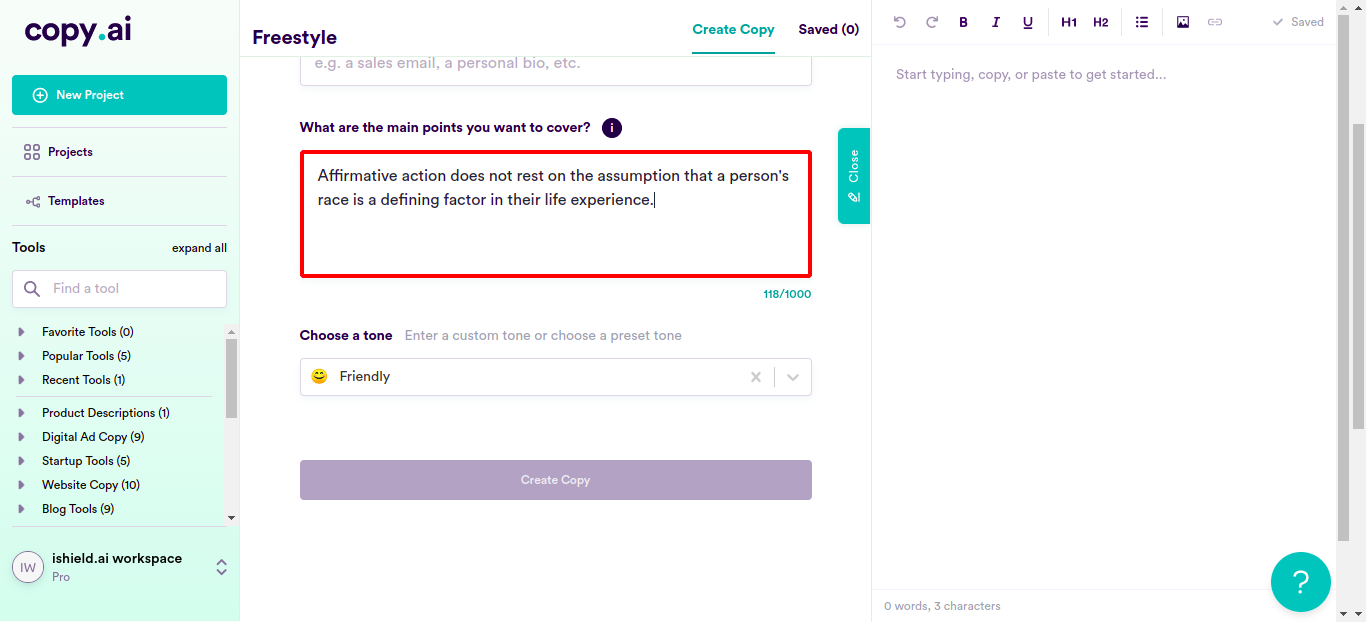 copy.ai
New Project
Projects
Templates
Tools
expand all
Find a tool
Favorite Tools (0)
Popular Tools (5)
Recent Tools (1)
Product Descriptions (1)
Digital Ad Copy (9)
Startup Tools (5)
Website Copy (10)
Blog Tools (9)
IW
ishield.ai workspace
Pro
Freestyle
Create Copy
Saved (0)
e.g. a sales email, a personal bio, etc.
What are the main points you want to cover?
i
Affirmative action does not rest on the assumption that a person's
race is a defining factor in their life experience.
118/1000
Choose a tone
Enter a custom tone or choose a preset tone
Friendly
Create Copy
Close
B
I
U
H1
H2
Saved
Start typing, copy, or paste to get started...
0 words, 3 characters
?